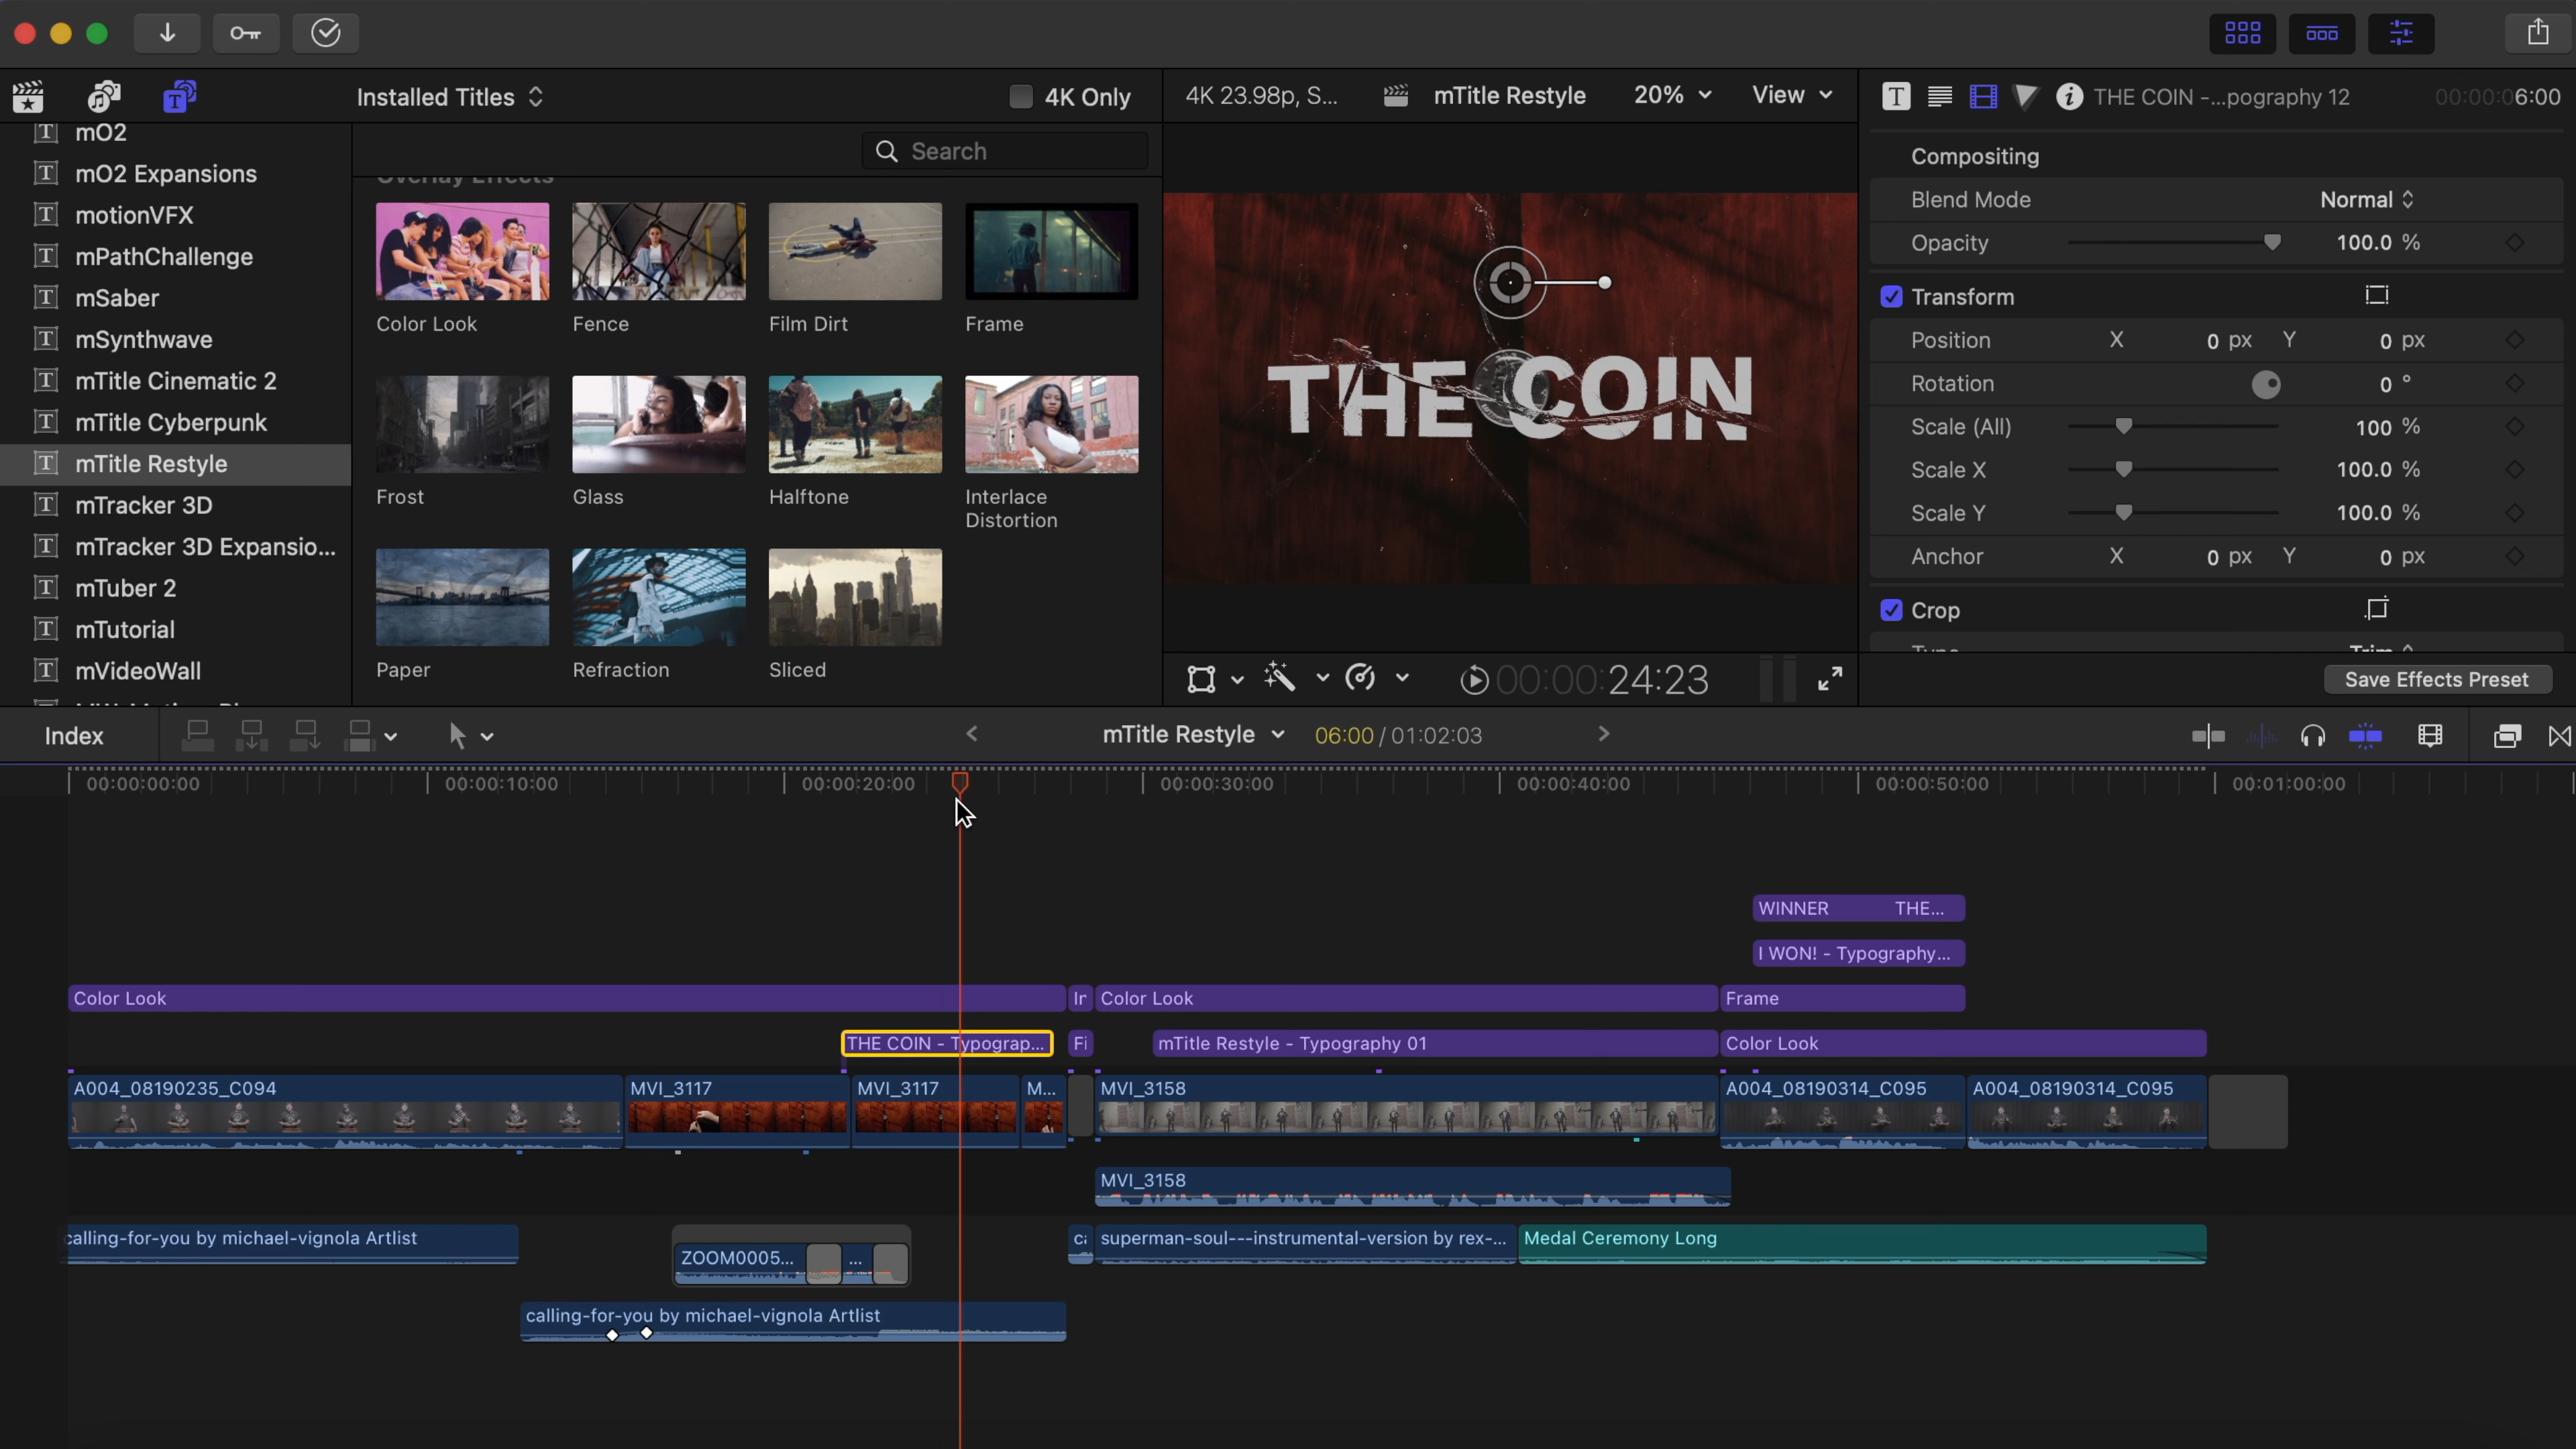 Installed Titles
4K Only
4K 23.98p, S...
mTitle Restyle
20%
View
THE COIN -...pography 12
00:00:06:00
mO2
mO2 Expansions
motionVFX
mPathChallenge
mSaber
mSynthwave
mTitle Cinematic 2
mTitle Cyberpunk
mTitle Restyle
mTracker 3D
mTracker 3D Expansio...
mTuber 2
mTutorial
mVideoWall
Search
Overlay Effects
Color Look
Fence
Film Dirt
Frame
Frost
Glass
Halftone
Interlace
Distortion
Paper
Refraction
Sliced
THE COIN
00:00:24:23
Compositing
Blend Mode
Normal
Opacity
100.0 %
Transform
Position X 0 px Y 0 px
Rotation 0 °
Scale (All) 100 %
Scale X 100.0 %
Scale Y 100.0 %
Anchor X 0 px Y 0 px
Crop
Type
Trim
Save Effects Preset
Index
mTitle Restyle
06:00 / 01:02:03
00:00:00:00
00:00:10:00
00:00:20:00
00:00:30:00
00:00:40:00
00:00:50:00
00:01:00:00
WINNER THE...
I WON! - Typography...
Color Look
Ir
Color Look
Frame
THE COIN - Typograp...
Fi
mTitle Restyle - Typography 01
Color Look
A004_08190235_C094
MVI_3117
MVI_3117
M...
MVI_3158
A004_08190314_C095
A004_08190314_C095
MVI_3158
calling-for-you by michael-vignola Artlist
ZOOM0005...
...
ca
superman-soul---instrumental-version by rex-...
Medal Ceremony Long
calling-for-you by michael-vignola Artlist